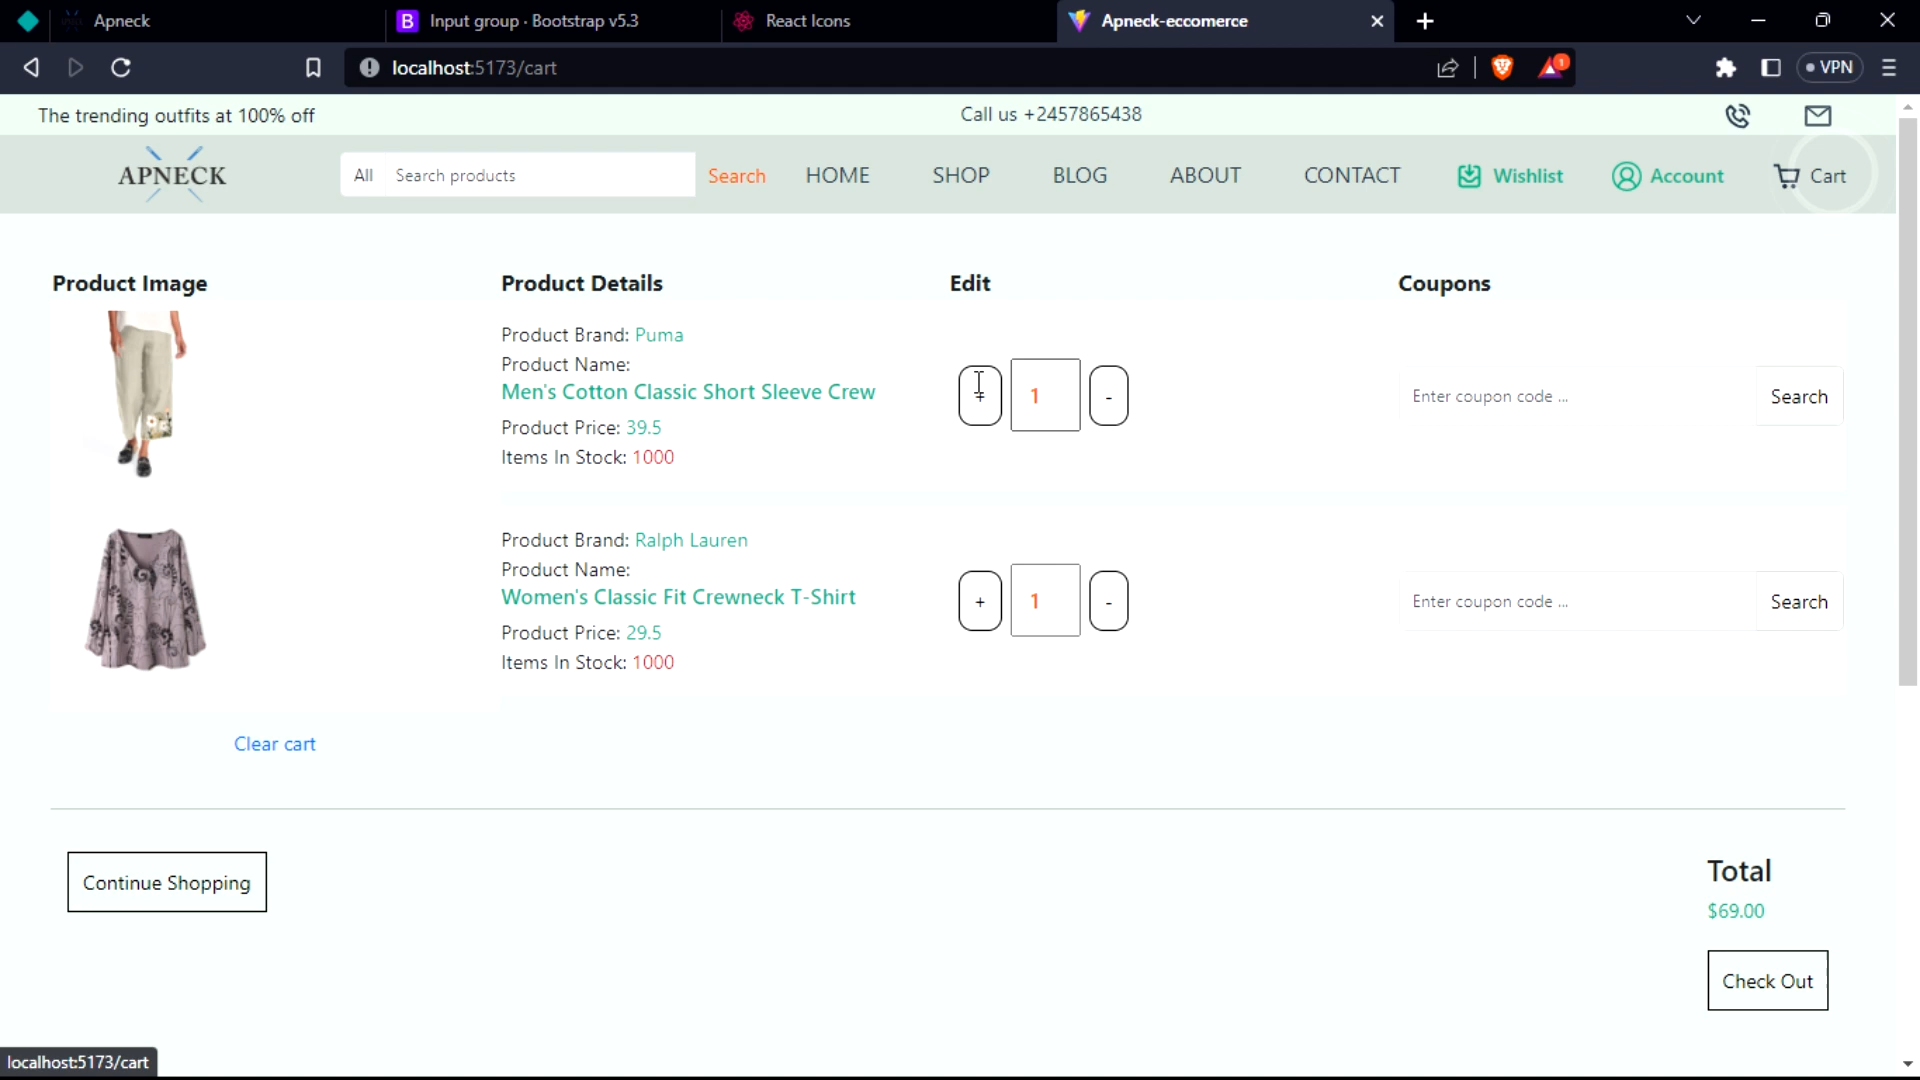 Apneck
Input group · Bootstrap v5.3
React Icons
Apneck-eccomerce
localhost:5173/cart
1
VPN
The trending outfits at 100% off
Call us +2457865438
APNECK
All
Search products
Search
HOME
SHOP
BLOG
ABOUT
CONTACT
Wishlist
Account
Cart
Product Image
Product Details
Edit
Coupons
Product Brand: Puma
Product Name:
Men's Cotton Classic Short Sleeve Crew
Product Price: 39.5
Items In Stock: 1000
+
1
-
Enter coupon code ...
Search
Product Brand: Ralph Lauren
Product Name:
Women's Classic Fit Crewneck T-Shirt
Product Price: 29.5
Items In Stock: 1000
+
1
-
Enter coupon code ...
Search
Clear cart
Continue Shopping
Total
$69.00
Check Out
localhost:5173/cart